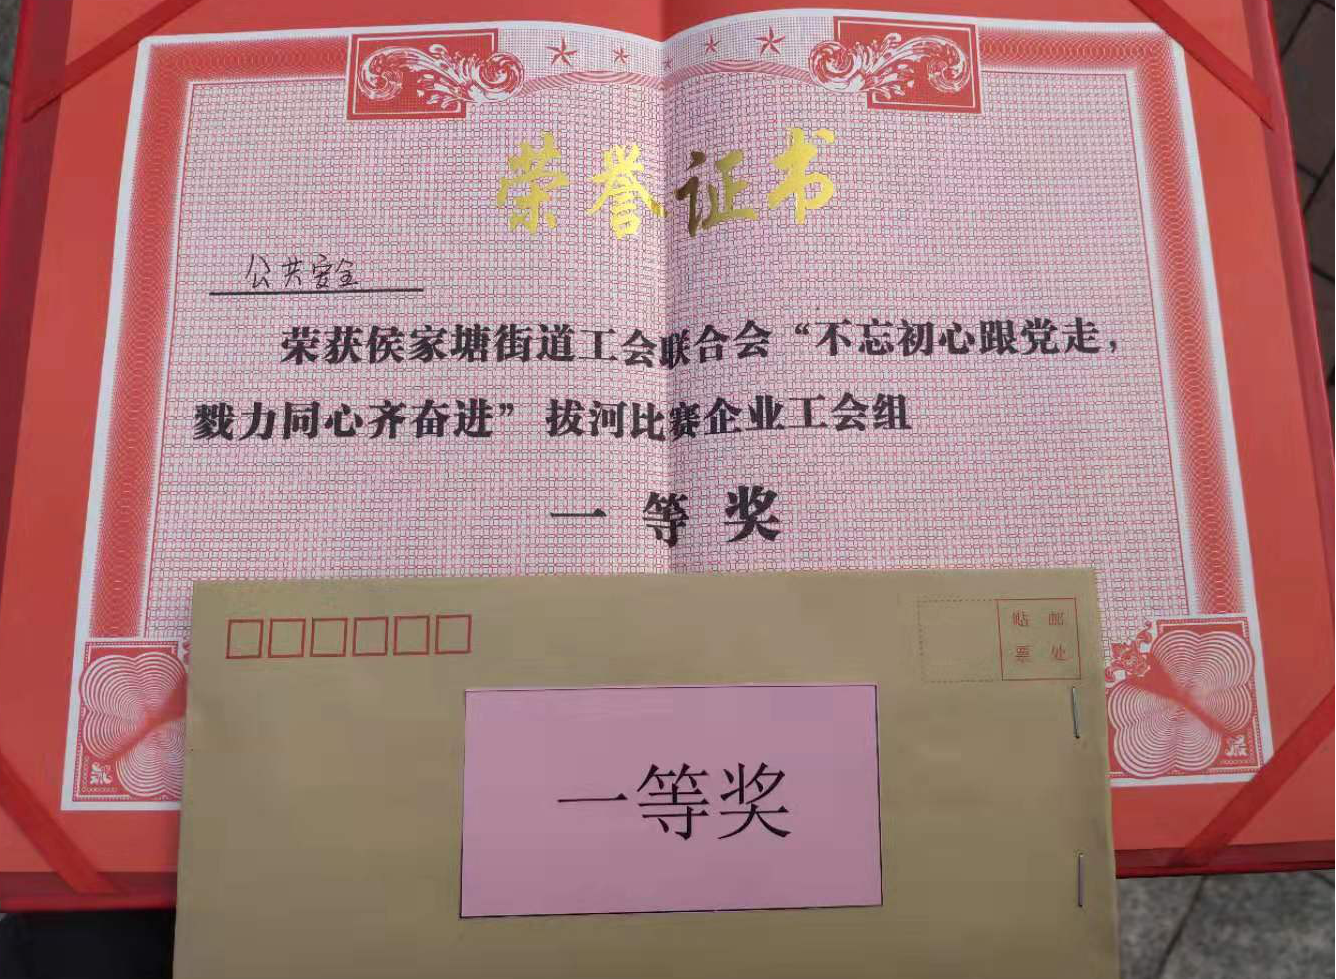 荣誉证书
公共安全
荣获侯家塘街道工会联合会“不忘初心跟党走，
戮力同心齐奋进” 拔河比赛企业工会组
一等奖
贴 邮
票 处
一等奖